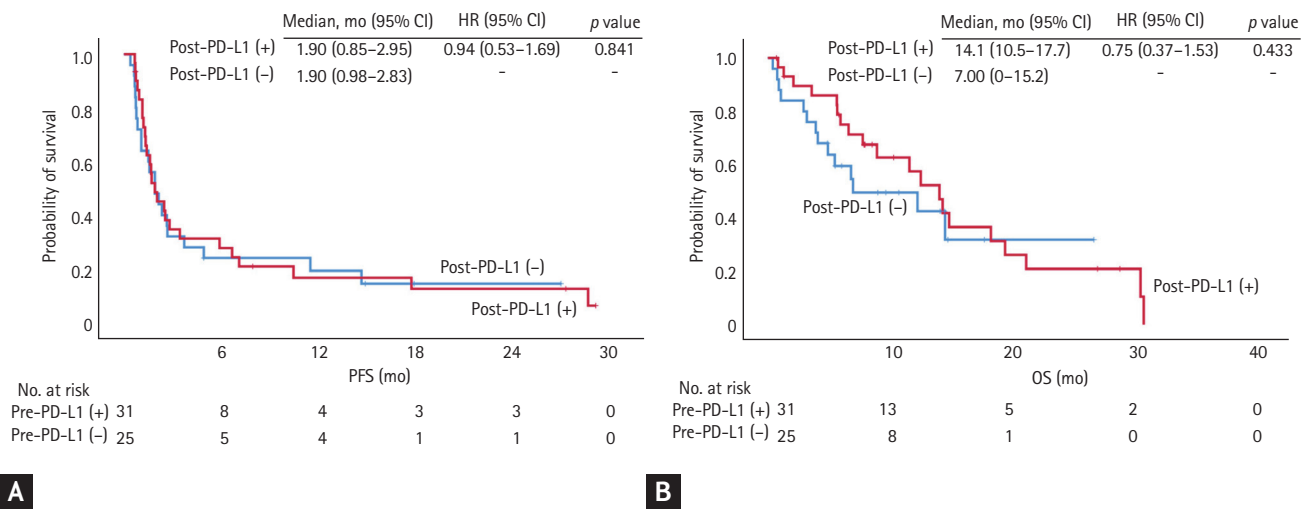 Median, mo (95% CI) HR (95% CI) p value
Post-PD-L1 (+) 1.90 (0.85–2.95) 0.94 (0.53–1.69) 0.841
Post-PD-L1 (–) 1.90 (0.98–2.83) – –
Probability of survival
1.0
0.8
0.6
0.4
0.2
0
Post-PD-L1 (–)
Post-PD-L1 (+)
6 12 18 24 30
PFS (mo)
No. at risk
Pre-PD-L1 (+) 31 8 4 3 3 0
Pre-PD-L1 (–) 25 5 4 1 1 0
A
Median, mo (95% CI) HR (95% CI) p value
Post-PD-L1 (+) 14.1 (10.5-17.7) 0.75 (0.37–1.53) 0.433
Post-PD-L1 (–) 7.00 (0–15.2) – –
Probability of survival
1.0
0.8
0.6
0.4
0.2
0
Post-PD-L1 (–)
Post-PD-L1 (+)
10 20 30 40
OS (mo)
No. at risk
Pre-PD-L1 (+) 31 13 5 2 0
Pre-PD-L1 (–) 25 8 1 0 0
B